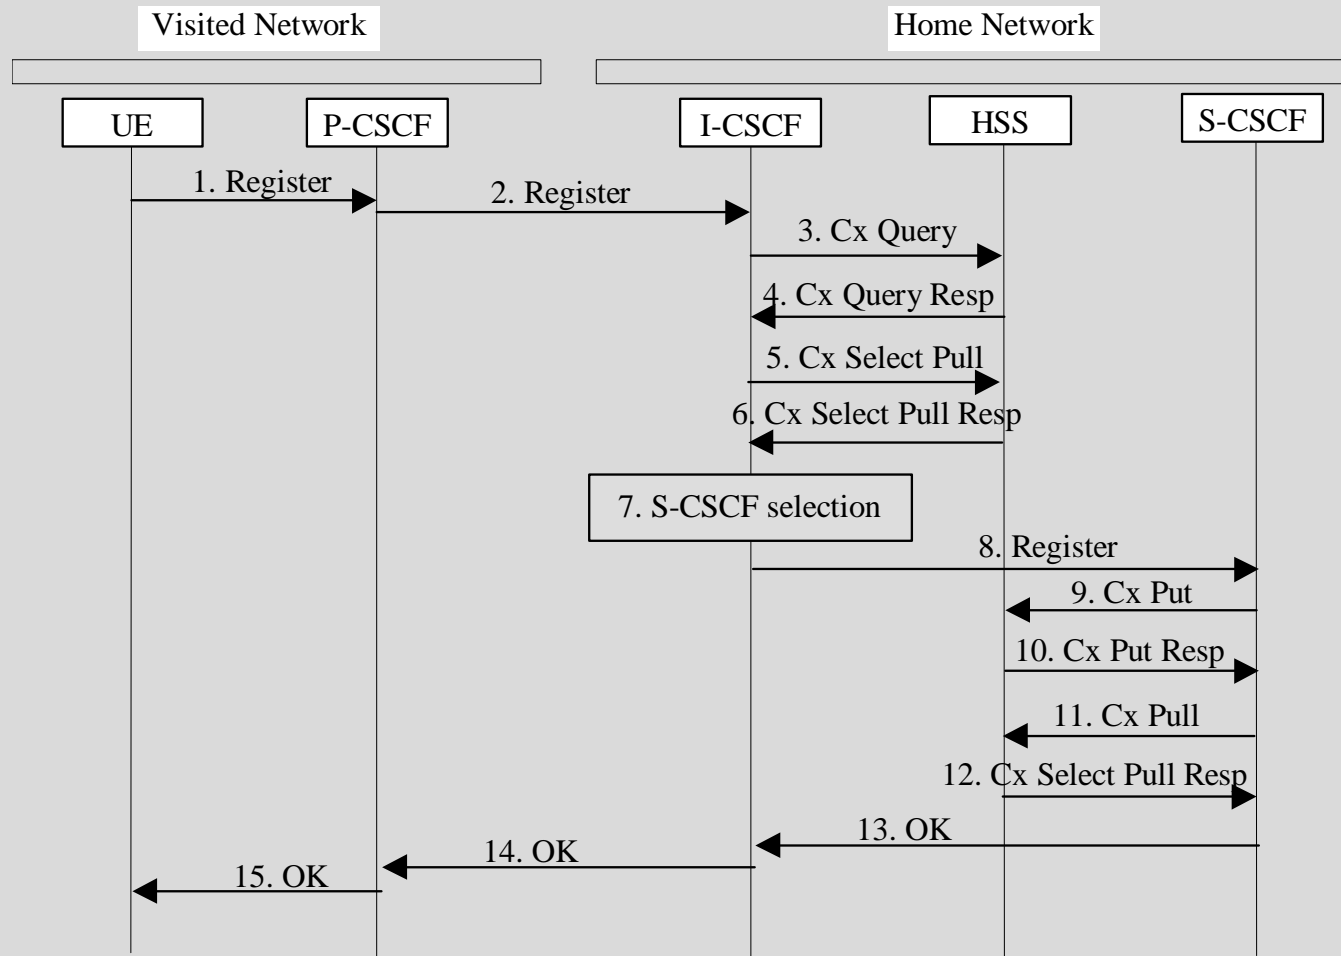 Visited Network
Home Network
UE
P-CSCF
I-CSCF
HSS
S-CSCF
1. Register
2. Register
3. Cx Query
4. Cx Query Resp
5. Cx Select Pull
6. Cx Select Pull Resp
7. S-CSCF selection
8. Register
9. Cx Put
10. Cx Put Resp
11. Cx Pull
12. Cx Select Pull Resp
13. OK
14. OK
15. OK